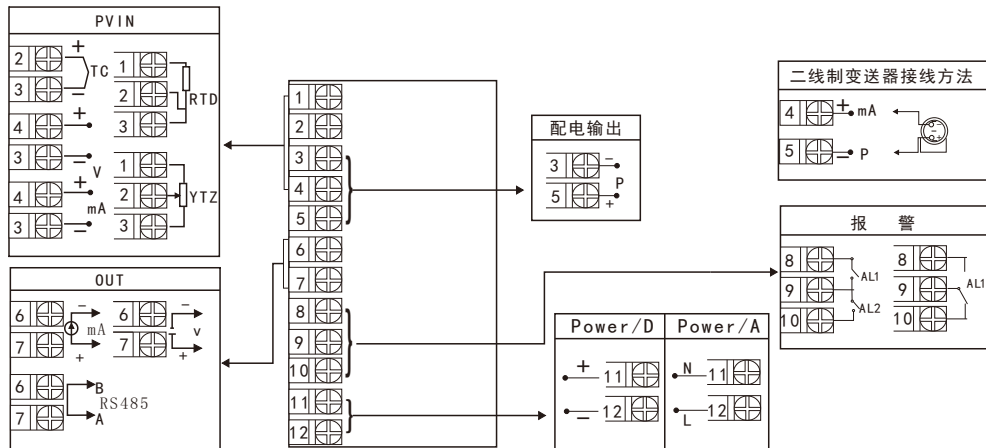 PVIN
2 + 1
TC
3 − 2 RTD
4 + 3
3 − V 1
4 + 2 YTZ
3 − mA 3
OUT
6 − 6 −
mA v
7 + 7 +
6 B
RS485
7 A
1
2
3
4
5
6
7
8
9
10
11
12
配电输出
3 −
P
5 +
二线制变送器接线方法
4 + mA
5 − P
−
+
报 警
8 8
AL1 AL1
9 9
AL2
10 10
Power/D Power/A
+ 11 N 11
− 12 L 12